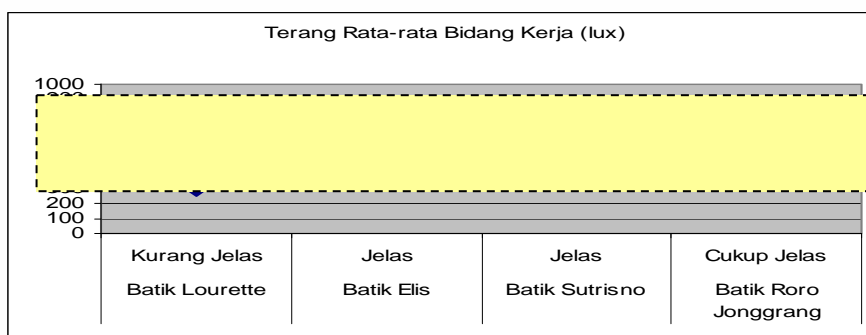 Terang Rata-rata Bidang Kerja (lux)
1000
200
100
0
Kurang Jelas
Jelas
Jelas
Cukup Jelas
Batik Lourette
Batik Elis
Batik Sutrisno
Batik Roro
Jonggrang